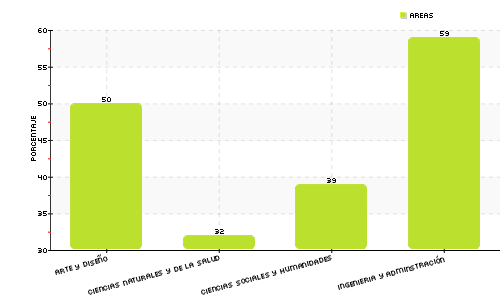 AREAS
60
55
50
45
40
35
30
PORCENTAJE
50
32
39
59
ARTE Y DISEÑO
CIENCIAS NATURALES Y DE LA SALUD
CIENCIAS SOCIALES Y HUMANIDADES
INGENIERIA Y ADMINSTRACIÓN